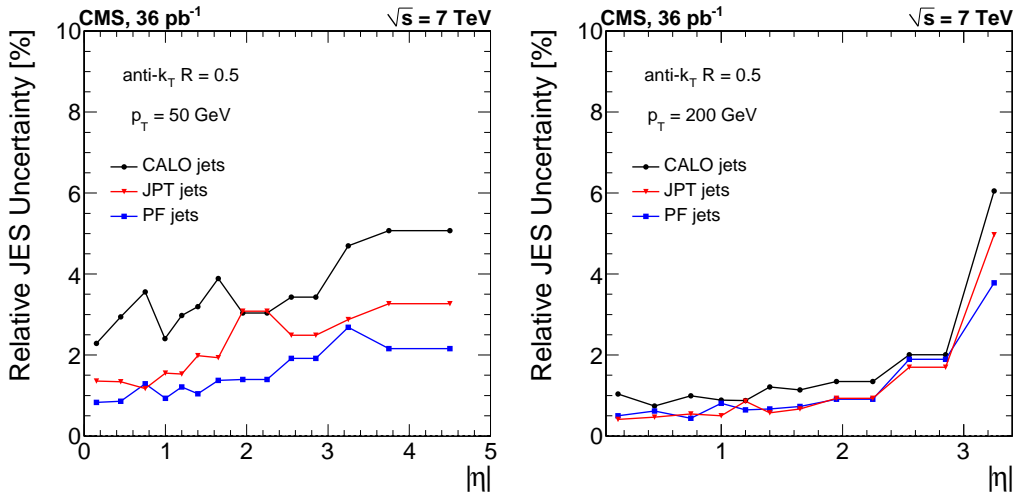 CMS, 36 pb⁻¹ √s = 7 TeV
Relative JES Uncertainty [%]
10
8
6
4
2
0
anti-k_T R = 0.5
p_T = 50 GeV
CALO jets
JPT jets
PF jets
0 1 2 3 4 5
|η|
CMS, 36 pb⁻¹ √s = 7 TeV
Relative JES Uncertainty [%]
10
8
6
4
2
0
anti-k_T R = 0.5
p_T = 200 GeV
CALO jets
JPT jets
PF jets
0 1 2 3
|η|